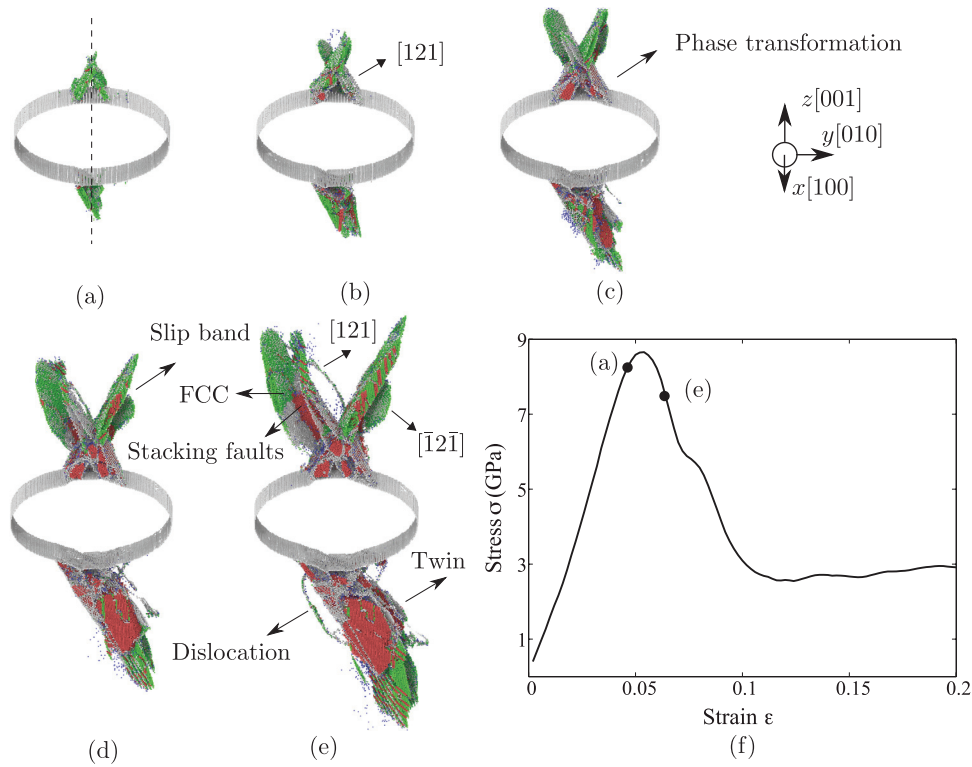 [121]
Phase transformation
z[001]
y[010]
x[100]
(a)
(b)
(c)
Slip band
[121]
FCC
Stacking faults
[1̄21̄]
Twin
Dislocation
(d)
(e)
9
(a)
(e)
7
5
3
1
Stress σ (GPa)
0
0.05
0.1
0.15
0.2
Strain ε
(f)